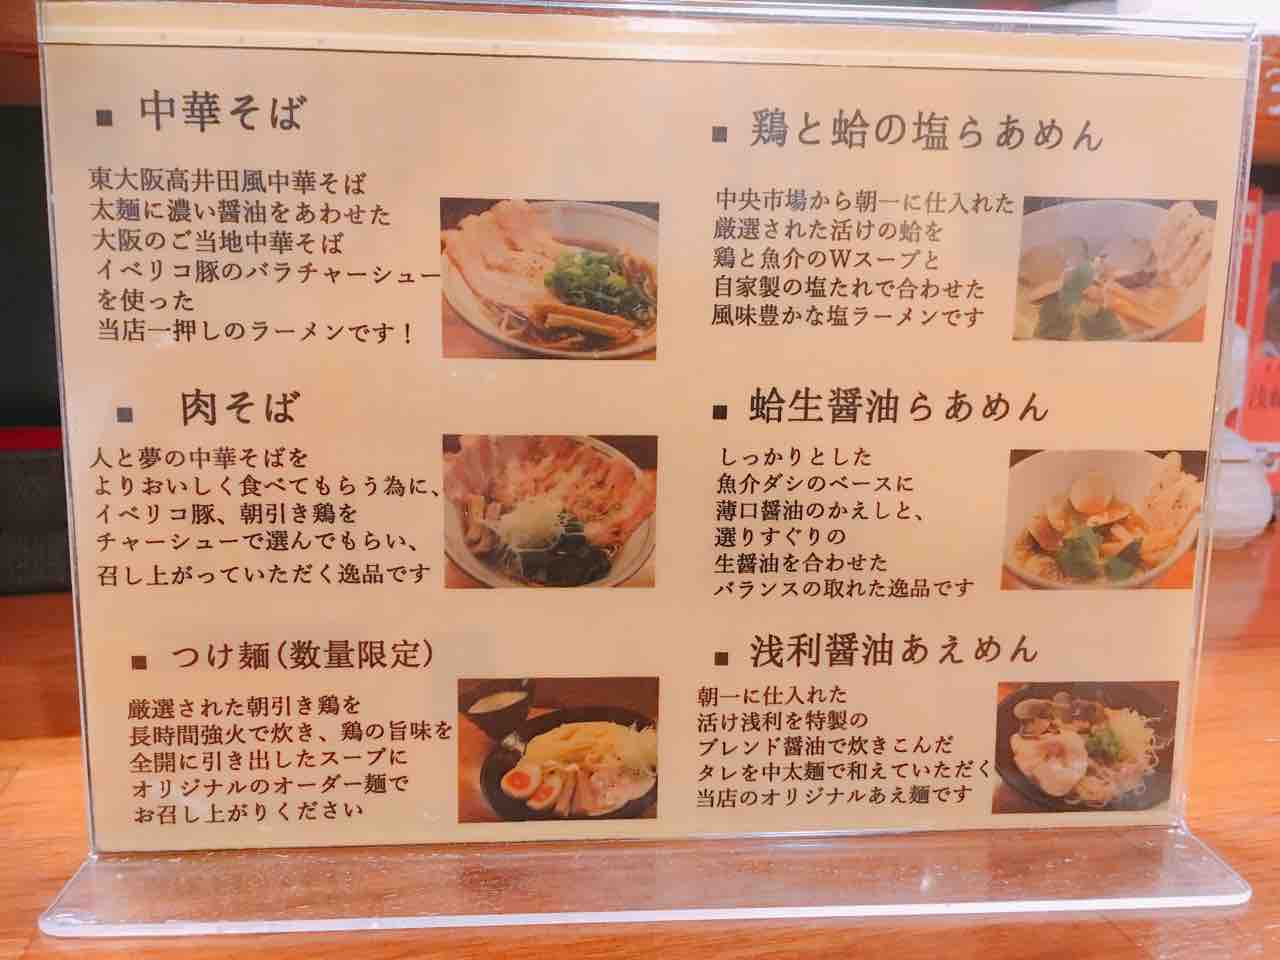 ■ 中華そば
東大阪高井田風中華そば
太麺に濃い醤油をあわせた
大阪のご当地中華そば
イベリコ豚のバラチャーシュー
を使った
当店一押しのラーメンです！
■ 肉そば
人と夢の中華そばを
よりおいしく食べてもらう為に、
イベリコ豚、朝引き鶏を
チャーシューで選んでもらい、
召し上がっていただく逸品です
■ つけ麺(数量限定)
厳選された朝引き鶏を
長時間強火で炊き、鶏の旨味を
全開に引き出したスープに
オリジナルのオーダー麺で
お召し上がりください
■ 鶏と蛤の塩らあめん
中央市場から朝一に仕入れた
厳選された活けの蛤を
鶏と魚介のWスープと
自家製の塩たれで合わせた
風味豊かな塩ラーメンです
■ 蛤生醤油らあめん
しっかりとした
魚介ダシのベースに
薄口醤油のかえしと、
選りすぐりの
生醤油を合わせた
バランスの取れた逸品です
■ 浅利醤油あえめん
朝一に仕入れた
活け浅利を特製の
ブレンド醤油で炊きこんだ
タレを中太麺で和えていただく
当店のオリジナルあえ麺です